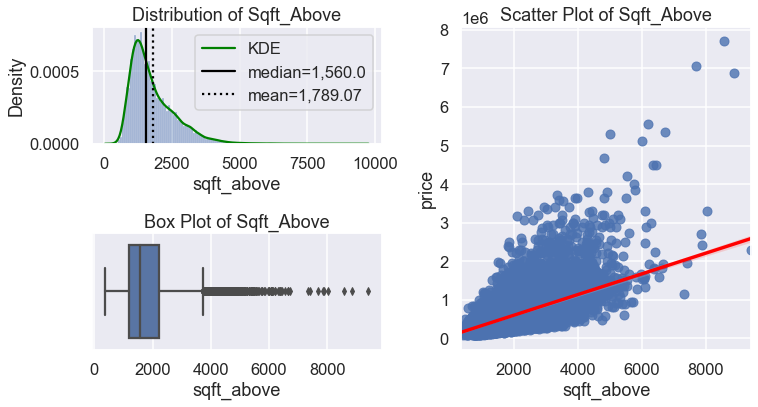 Distribution of Sqft_Above
Density
0.0005
0.0000
KDE
median=1,560.0
mean=1,789.07
0 2500 5000 7500 10000
sqft_above
Box Plot of Sqft_Above
0 2000 4000 6000 8000
sqft_above
1e6
Scatter Plot of Sqft_Above
price
8
7
6
5
4
3
2
1
0
2000 4000 6000 8000
sqft_above